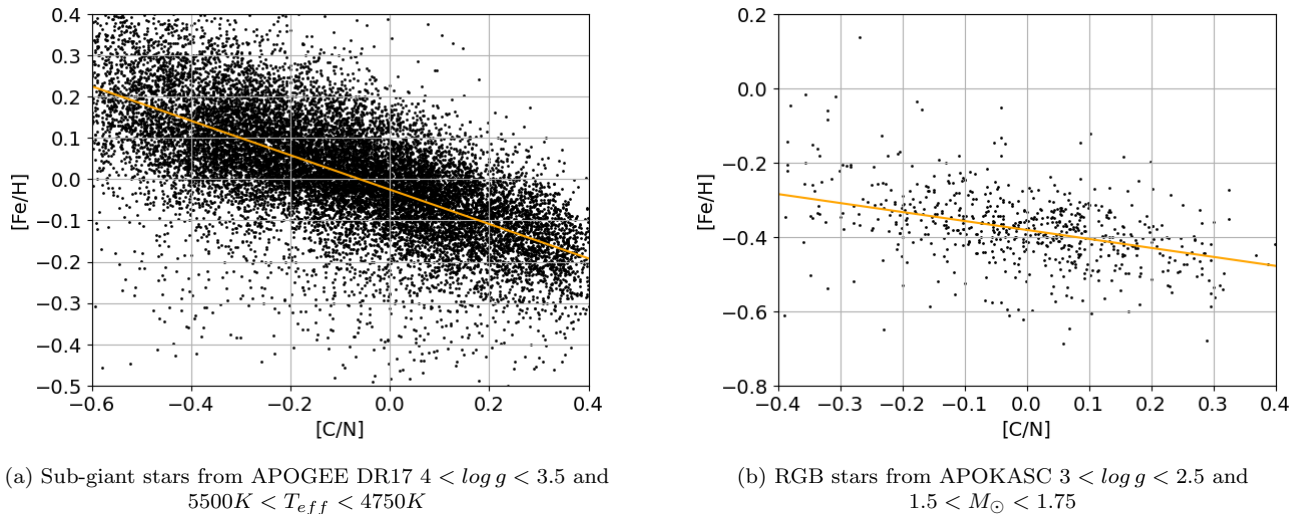 0.4
0.3
0.2
0.1
0.0
−0.1
−0.2
−0.3
−0.4
−0.5
[Fe/H]
−0.6 −0.4 −0.2 0.0 0.2 0.4
[C/N]
(a) Sub-giant stars from APOGEE DR17 4 < log g < 3.5 and
5500K < T_eff < 4750K
0.2
0.0
−0.2
−0.4
−0.6
−0.8
[Fe/H]
−0.4 −0.3 −0.2 −0.1 0.0 0.1 0.2 0.3 0.4
[C/N]
(b) RGB stars from APOKASC 3 < log g < 2.5 and
1.5 < M_⊙ < 1.75